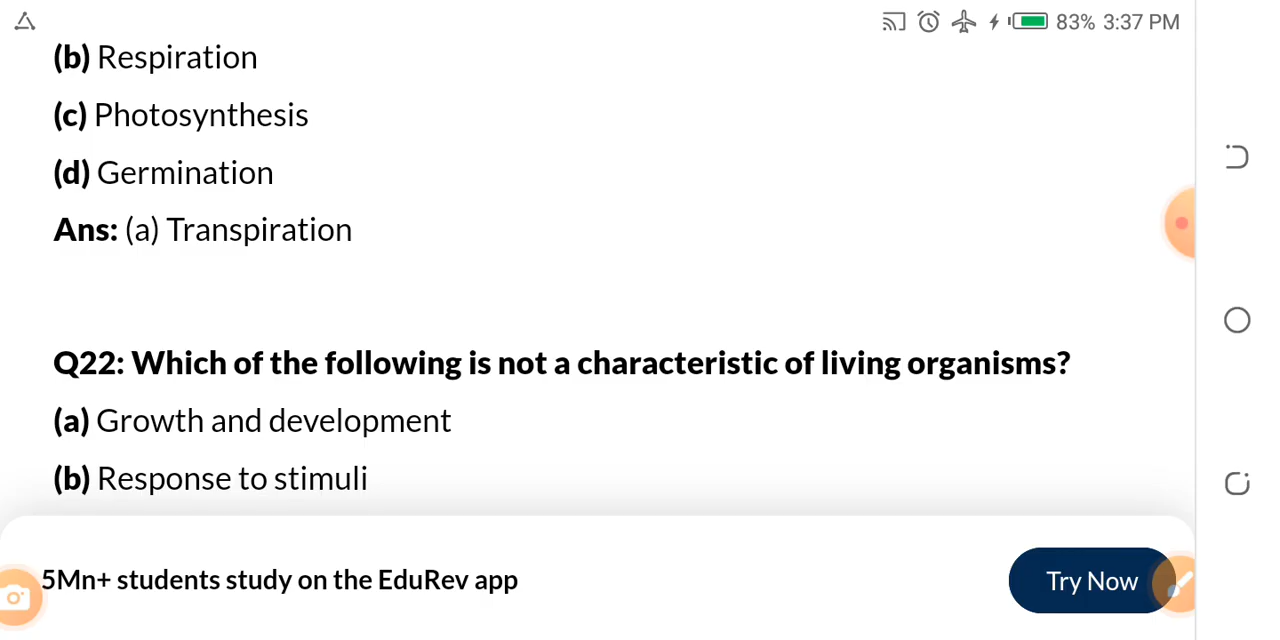 83% 3:37 PM
(b) Respiration
(c) Photosynthesis
(d) Germination
Ans: (a) Transpiration
Q22: Which of the following is not a characteristic of living organisms?
(a) Growth and development
(b) Response to stimuli
5Mn+ students study on the EduRev app
Try Now